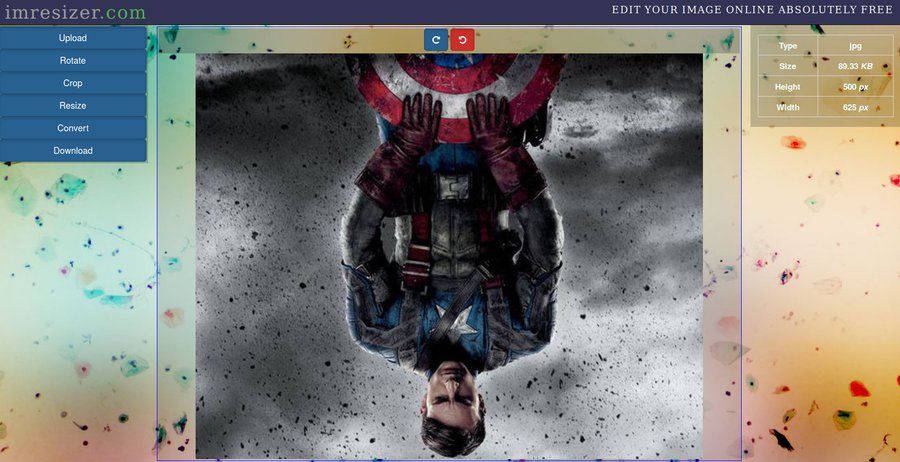 imresizer.com
EDIT YOUR IMAGE ONLINE ABSOLUTELY FREE
Upload
Rotate
Crop
Resize
Convert
Download
Type jpg
Size 89.33 KB
Height 500 px
Width 625 px